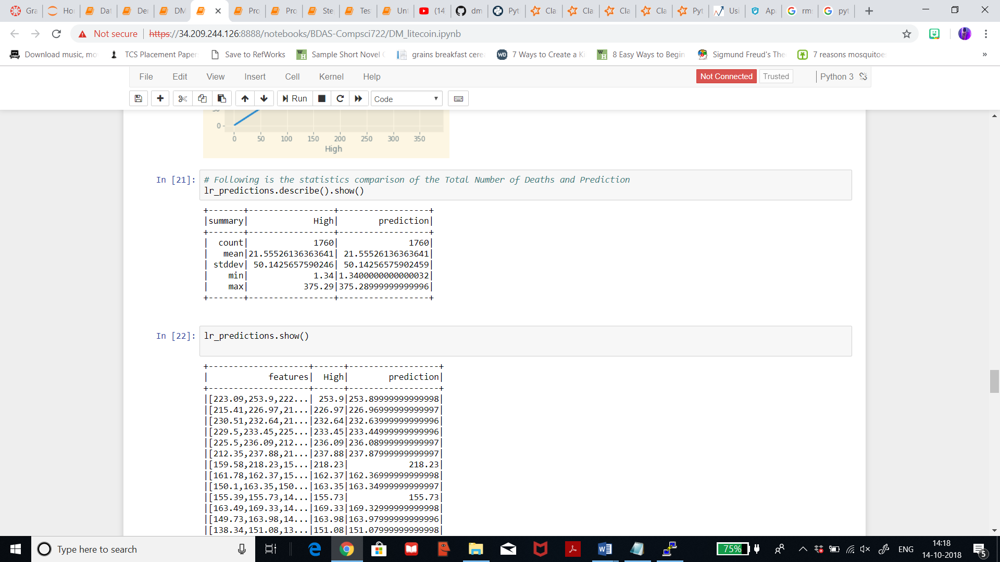 Gra Ho Dat De DM Pro Pro Ste Tes Un (14 dm Pyt Cla Cla Cla Cla Pyt Usi Ap rms pyt
Not secure https://34.209.244.126:8888/notebooks/BDAS-Compsci722/DM_litecoin.ipynb
Download music, mo TCS Placement Paper Save to RefWorks Sample Short Novel grains breakfast cere 7 Ways to Create a Ki 8 Easy Ways to Begin Sigmund Freud's The 7 reasons mosquitoe »
File Edit View Insert Cell Kernel Help Not Connected Trusted Python 3
Run Code
0
0 50 100 150 200 250 300 350
High
In [21]: # Following is the statistics comparison of the Total Number of Deaths and Prediction
lr_predictions.describe().show()
+-------+-----------------+------------------+
|summary|             High|        prediction|
+-------+-----------------+------------------+
|  count|             1760|              1760|
|   mean|21.55526136363641| 21.55526136363641|
| stddev| 50.1425657590246| 50.14256575902459|
|    min|             1.34|1.3400000000000032|
|    max|           375.29|375.28999999999996|
+-------+-----------------+------------------+
In [22]: lr_predictions.show()
+--------------------+------+------------------+
|            features|  High|        prediction|
+--------------------+------+------------------+
|[223.09,253.9,222...| 253.9|253.89999999999998|
|[215.41,226.97,21...|226.97|226.96999999999997|
|[230.51,232.64,21...|232.64|232.63999999999996|
|[229.5,233.45,225...|233.45|233.44999999999996|
|[225.5,236.09,212...|236.09|236.08999999999997|
|[212.35,237.88,21...|237.88|237.87999999999997|
|[159.58,218.23,15...|218.23|            218.23|
|[161.78,162.37,15...|162.37|162.36999999999998|
|[150.1,163.35,150...|163.35|163.34999999999997|
|[155.39,155.73,14...|155.73|            155.73|
|[163.49,169.33,14...|169.33|169.32999999999998|
|[149.73,163.98,14...|163.98|163.97999999999996|
|[138.34,151.08,13...|151.08|151.07999999999998|
Type here to search 75% ENG 14:18
14-10-2018 5